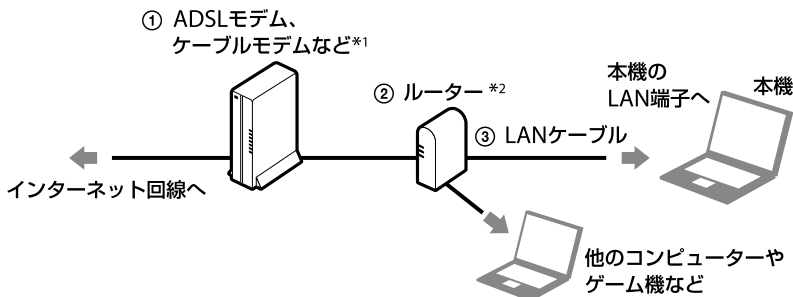 ① ADSLモデム、
ケーブルモデムなど*1
② ルーター *2
③ LANケーブル
本機の
LAN端子へ
本機
インターネット回線へ
他のコンピューターや
ゲーム機など